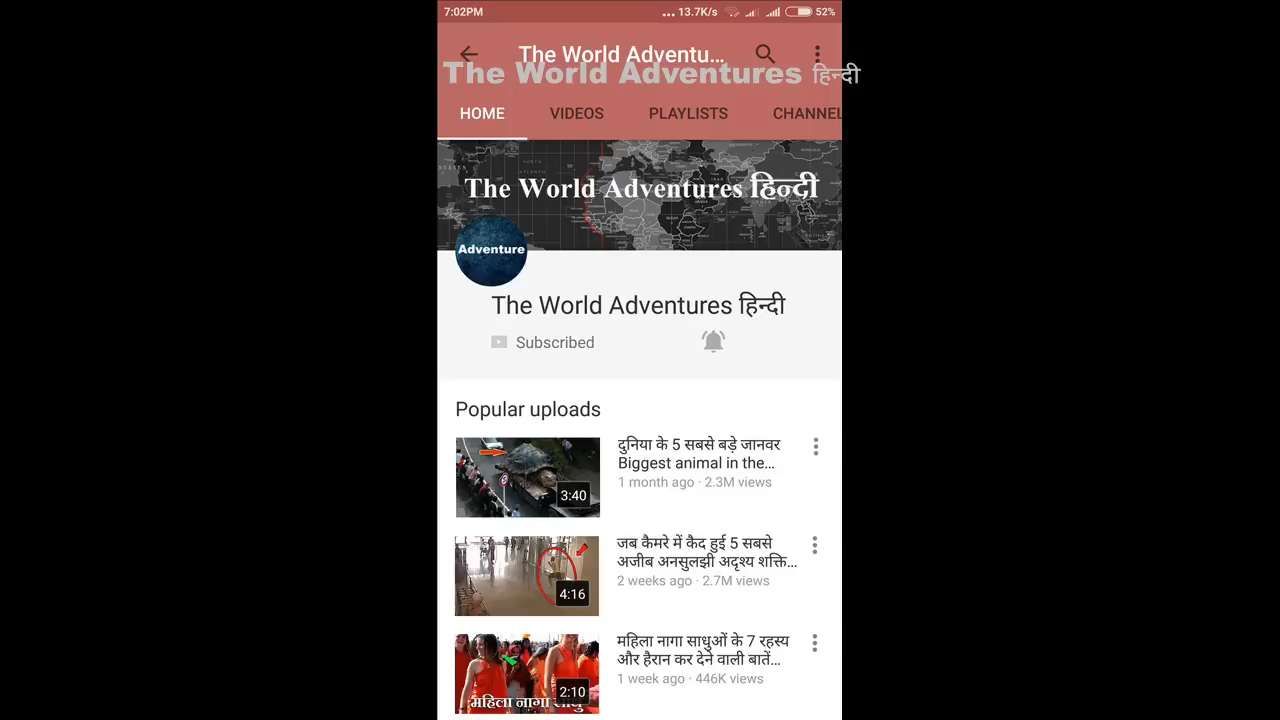 7:02PM
... 13.7K/s
52%
The World Adventu...
The World Adventures हिन्दी
HOME
VIDEOS
PLAYLISTS
CHANNEL
The World Adventures हिन्दी
Adventure
The World Adventures हिन्दी
Subscribed
Popular uploads
दुनिया के 5 सबसे बड़े जानवर
Biggest animal in the...
1 month ago · 2.3M views
3:40
जब कैमरे में कैद हुई 5 सबसे
अजीब अनसुलझी अदृश्य शक्ति...
2 weeks ago · 2.7M views
4:16
महिला नागा साधुओं के 7 रहस्य
और हैरान कर देने वाली बातें...
1 week ago · 446K views
2:10
महिला नागा साधु